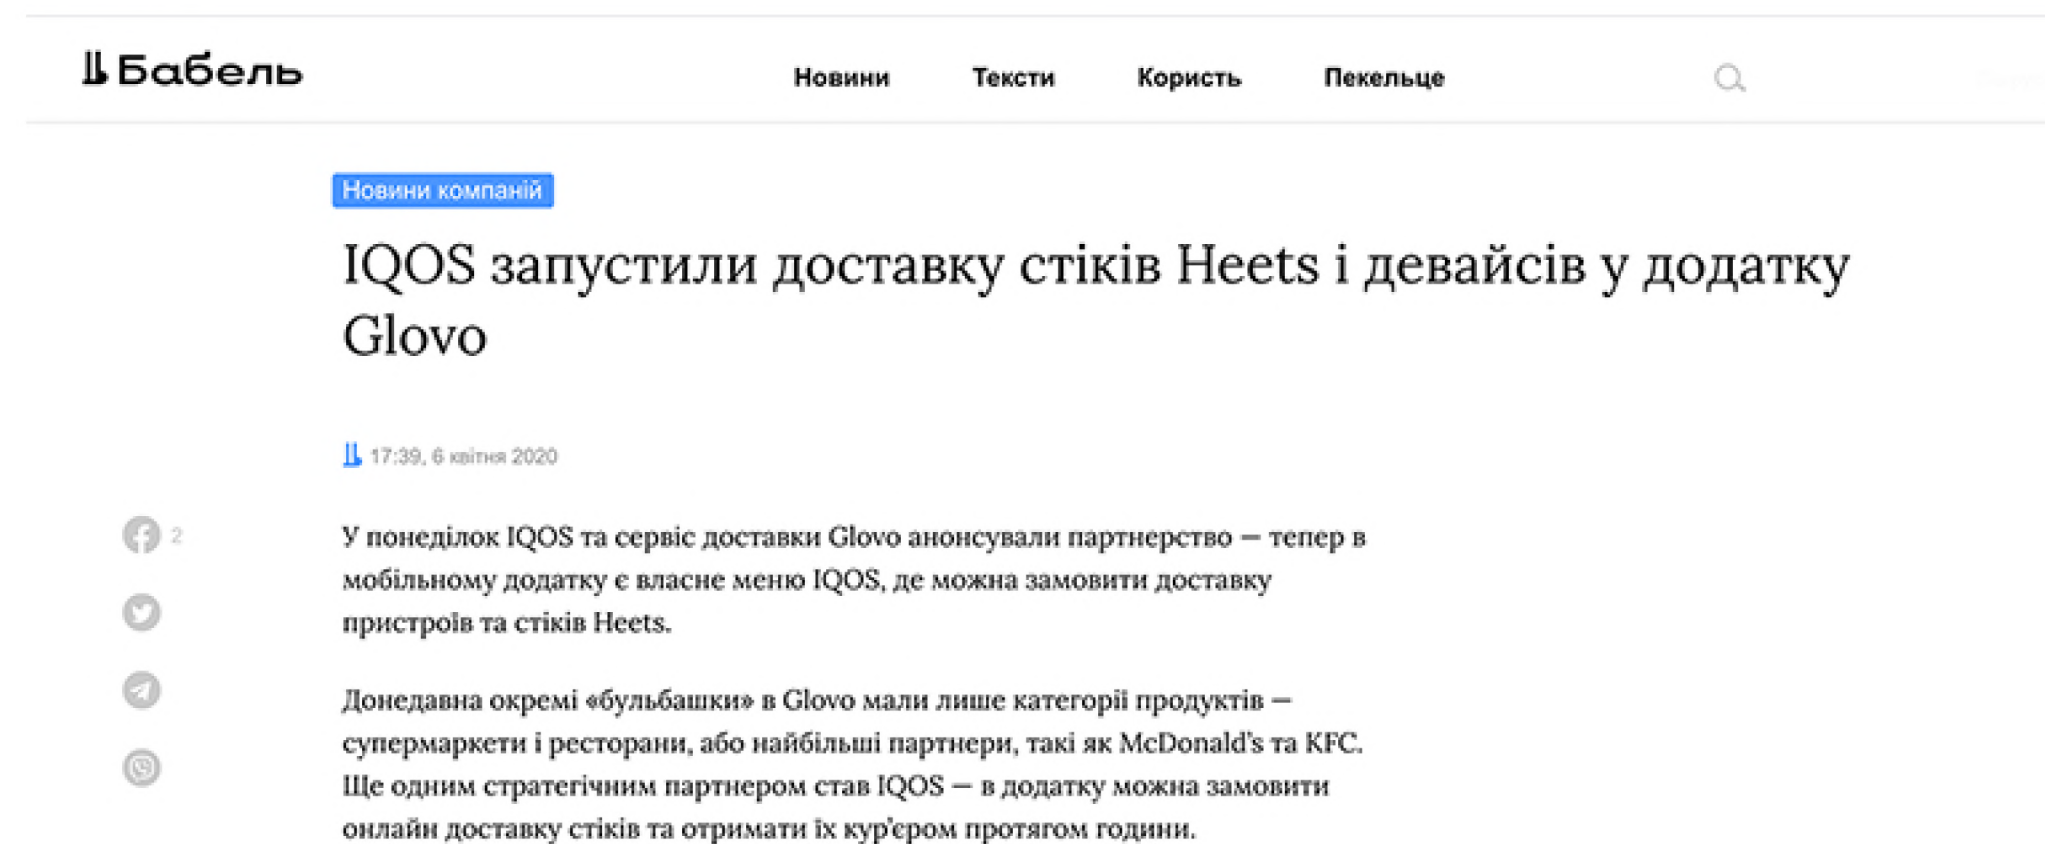 Бабель
Новини Тексти Користь Пекельце
Новини компаній
IQOS запустили доставку стіків Heets і девайсів у додатку
Glovo
17:39, 6 квітня 2020
2
У понеділок IQOS та сервіс доставки Glovo анонсували партнерство — тепер в
мобільному додатку є власне меню IQOS, де можна замовити доставку
пристроїв та стіків Heets.
Донедавна окремі «бульбашки» в Glovo мали лише категорії продуктів —
супермаркети і ресторани, або найбільші партнери, такі як McDonald's та KFC.
Ще одним стратегічним партнером став IQOS — в додатку можна замовити
онлайн доставку стіків та отримати їх кур'єром протягом години.